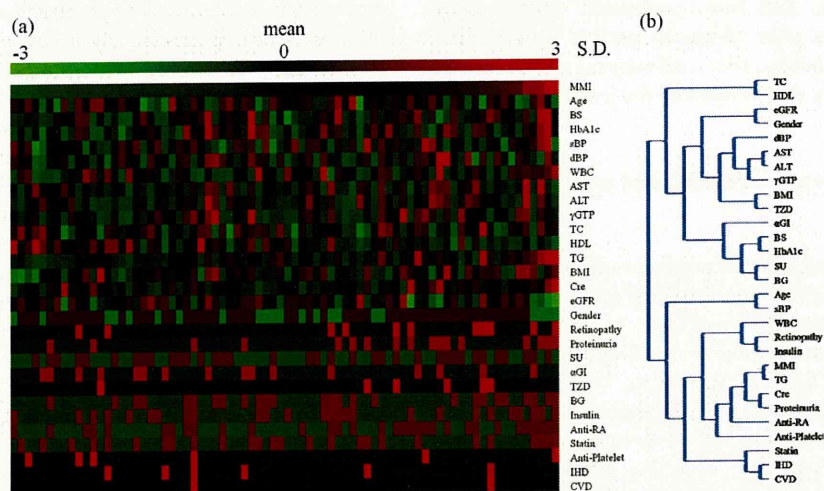 (a)
mean
(b)
-3
0
3
S.D.
MMI
Age
BS
HbA1c
sBP
dBP
WBC
AST
ALT
γGTP
TC
HDL
TG
BMI
Cre
eGFR
Gender
Retinopathy
Proteinuria
SU
αGI
TZD
BG
Insulin
Anti-RA
Statin
Anti-Platelet
IHD
CVD
TC
HDL
eGFR
Gender
dBP
AST
ALT
γGTP
BMI
TZD
αGI
BS
HbA1c
SU
BG
Age
sBP
WBC
Retinopathy
Insulin
MMI
TG
Cre
Proteinuria
Anti-RA
Anti-Platelet
Statin
IHD
CVD